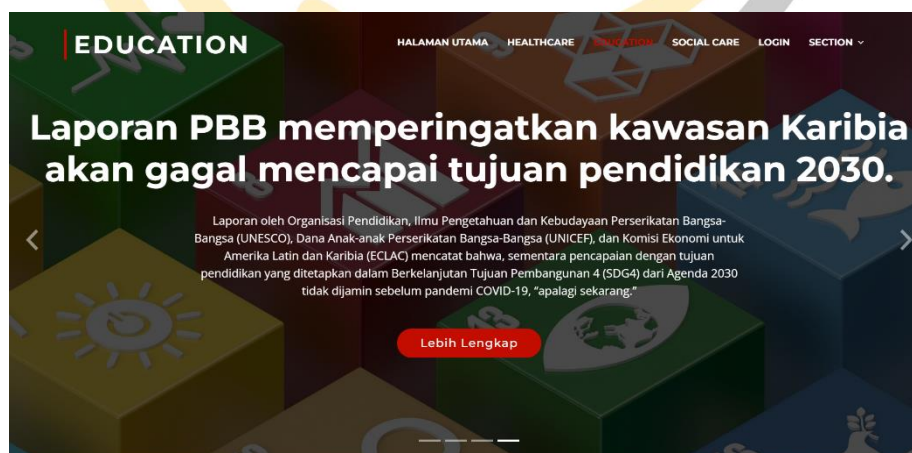 EDUCATION
HALAMAN UTAMA HEALTHCARE EDUCATION SOCIAL CARE LOGIN SECTION
Laporan PBB memperingatkan kawasan Karibia
akan gagal mencapai tujuan pendidikan 2030.
Laporan oleh Organisasi Pendidikan, Ilmu Pengetahuan dan Kebudayaan Perserikatan Bangsa-
Bangsa (UNESCO), Dana Anak-anak Perserikatan Bangsa-Bangsa (UNICEF), dan Komisi Ekonomi untuk
Amerika Latin dan Karibia (ECLAC) mencatat bahwa, sementara pencapaian dengan tujuan
pendidikan yang ditetapkan dalam Berkelanjutan Tujuan Pembangunan 4 (SDG4) dari Agenda 2030
tidak dijamin sebelum pandemi COVID-19, “apalagi sekarang.”
Lebih Lengkap